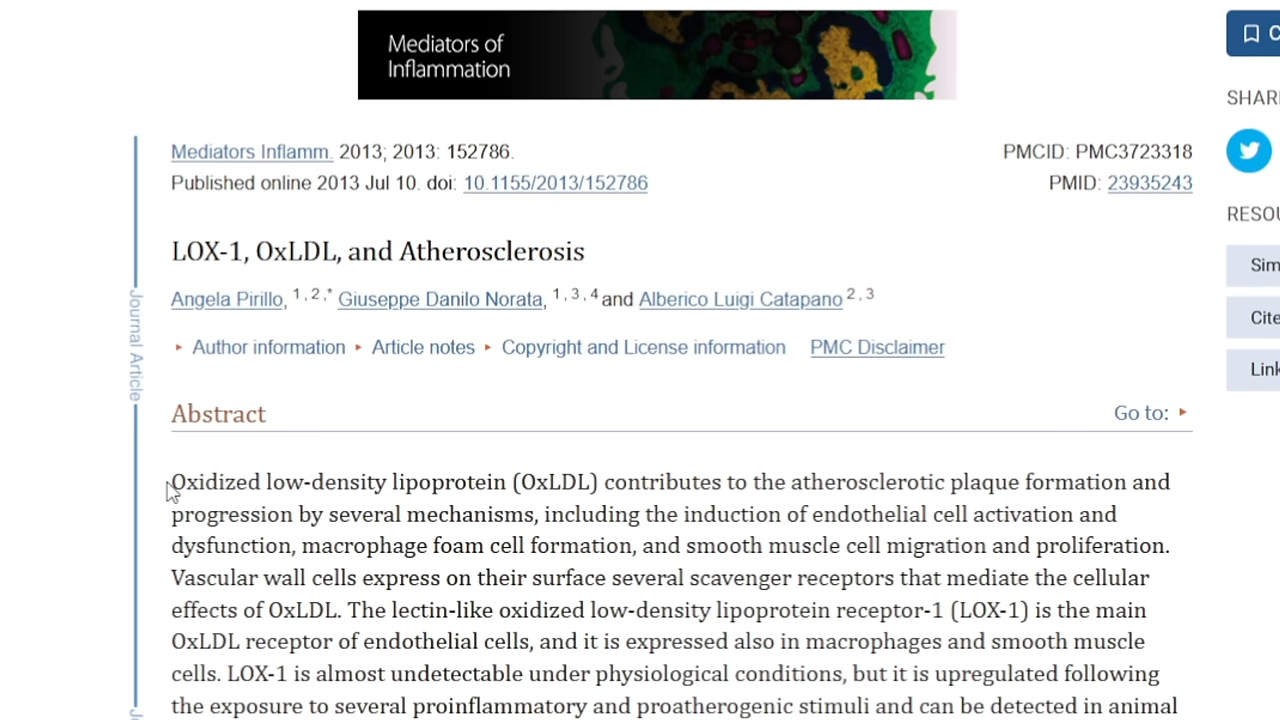 Mediators of
Inflammation
Mediators Inflamm. 2013; 2013: 152786.
PMCID: PMC3723318
Published online 2013 Jul 10. doi: 10.1155/2013/152786
PMID: 23935243
LOX-1, OxLDL, and Atherosclerosis
Angela Pirillo, 1,2,* Giuseppe Danilo Norata, 1,3,4 and Alberico Luigi Catapano 2,3
Author information Article notes Copyright and License information PMC Disclaimer
Abstract
Go to:
Oxidized low-density lipoprotein (OxLDL) contributes to the atherosclerotic plaque formation and
progression by several mechanisms, including the induction of endothelial cell activation and
dysfunction, macrophage foam cell formation, and smooth muscle cell migration and proliferation.
Vascular wall cells express on their surface several scavenger receptors that mediate the cellular
effects of OxLDL. The lectin-like oxidized low-density lipoprotein receptor-1 (LOX-1) is the main
OxLDL receptor of endothelial cells, and it is expressed also in macrophages and smooth muscle
cells. LOX-1 is almost undetectable under physiological conditions, but it is upregulated following
the exposure to several proinflammatory and proatherogenic stimuli and can be detected in animal
Journal Article
SHAR
RESOU
Sim
Cite
Link